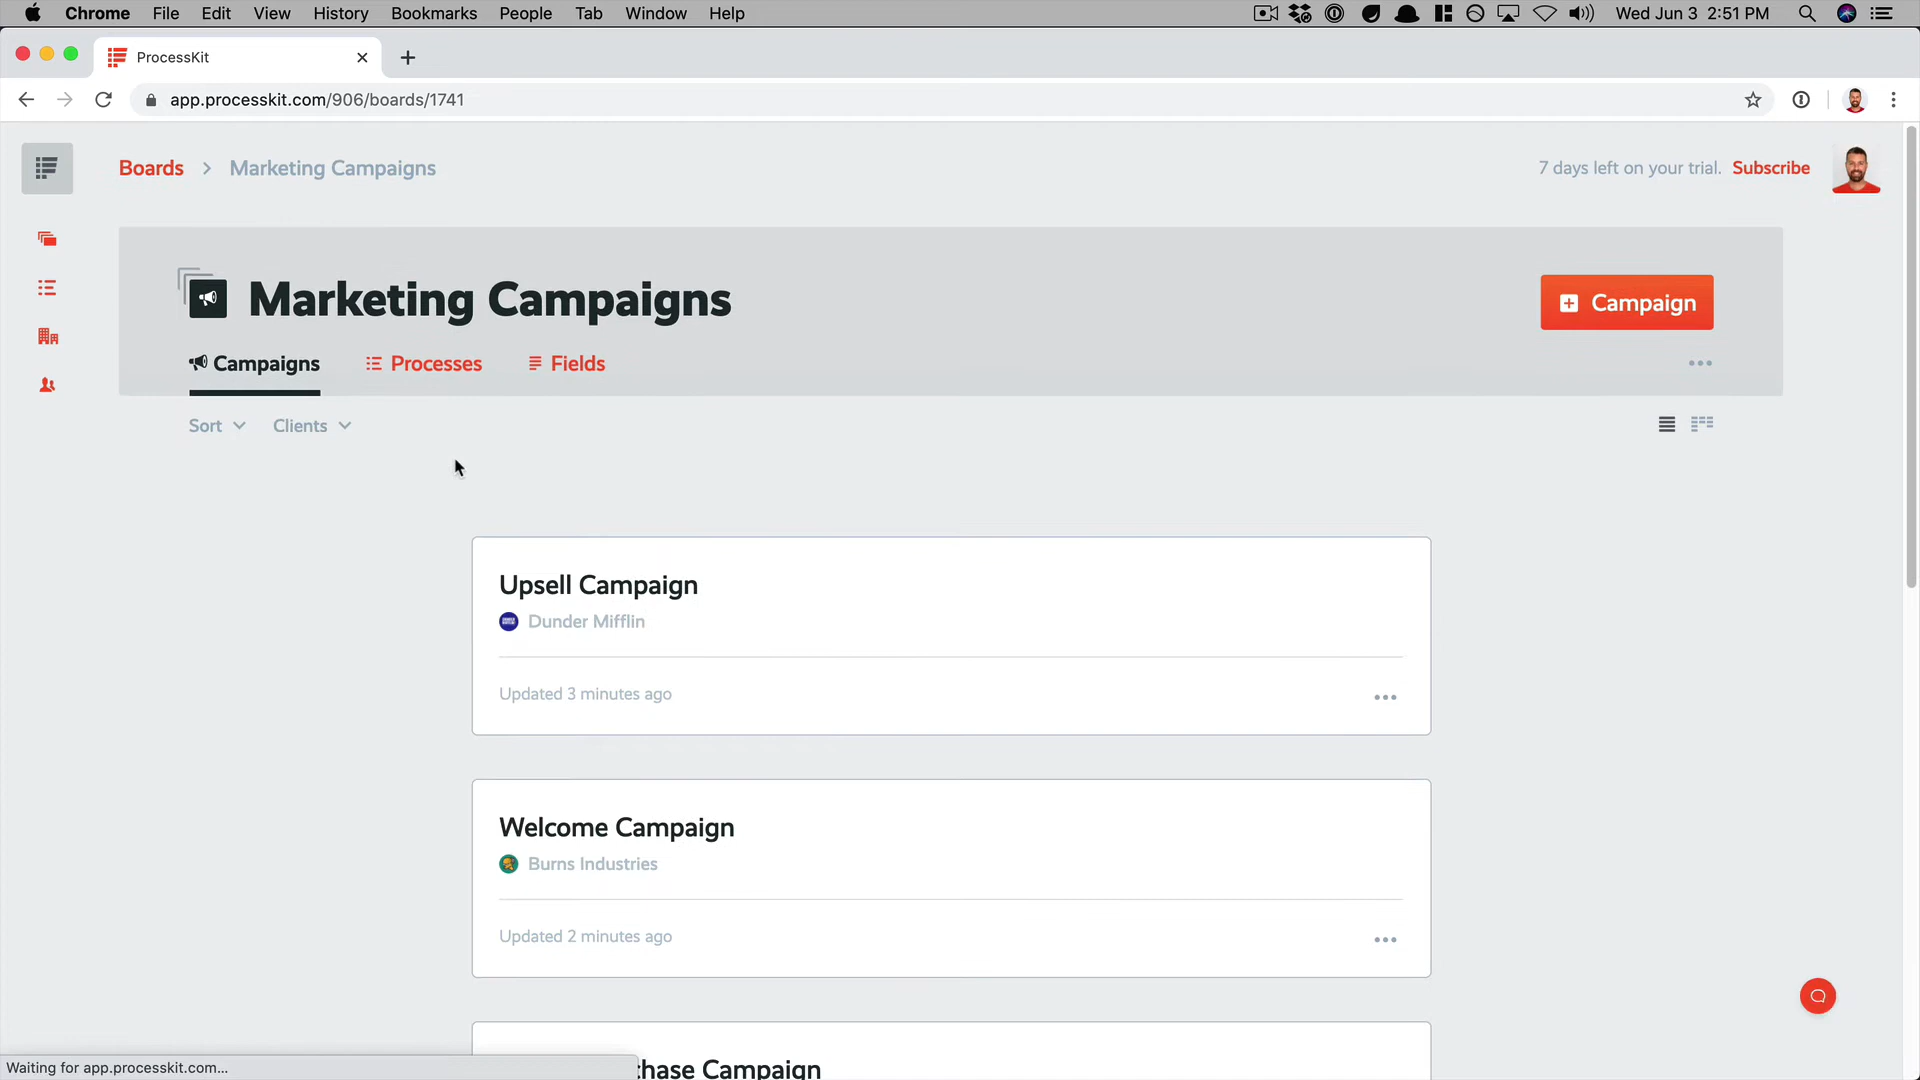 Chrome File Edit View History Bookmarks People Tab Window Help Wed Jun 3 2:51 PM
ProcessKit
app.processkit.com/906/boards/1741
Boards > Marketing Campaigns 7 days left on your trial. Subscribe
Marketing Campaigns
Campaign
Campaigns Processes Fields
Sort Clients
Upsell Campaign
Dunder Mifflin
Updated 3 minutes ago
Welcome Campaign
Burns Industries
Updated 2 minutes ago
Campaign
Waiting for app.processkit.com...